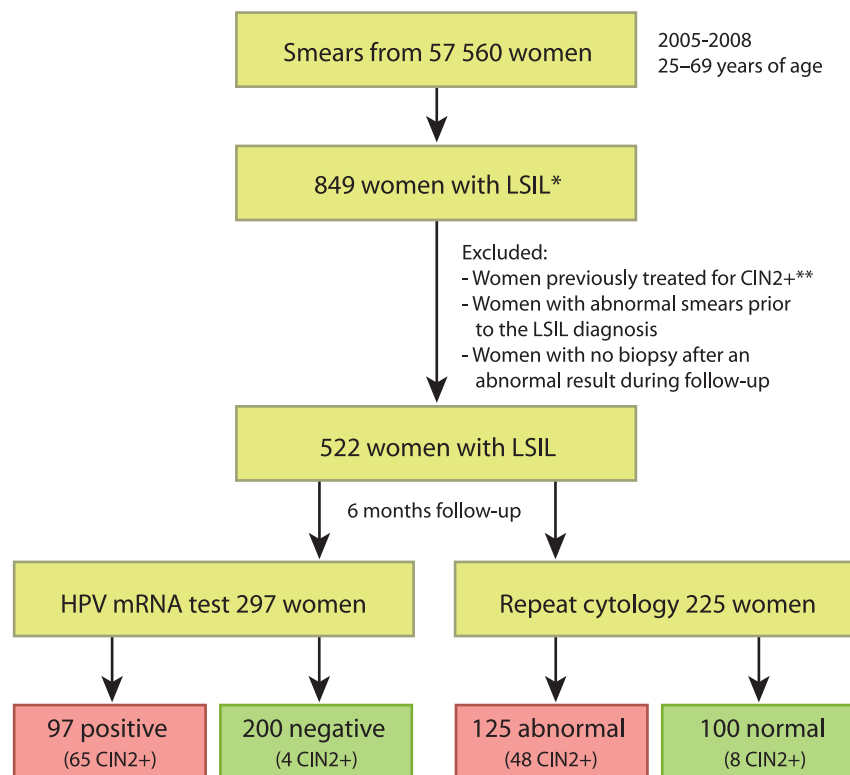 Smears from 57 560 women
2005-2008
25–69 years of age
849 women with LSIL*
Excluded:
- Women previously treated for CIN2+**
- Women with abnormal smears prior
to the LSIL diagnosis
- Women with no biopsy after an
abnormal result during follow-up
522 women with LSIL
6 months follow-up
HPV mRNA test 297 women
Repeat cytology 225 women
97 positive
(65 CIN2+)
200 negative
(4 CIN2+)
125 abnormal
(48 CIN2+)
100 normal
(8 CIN2+)